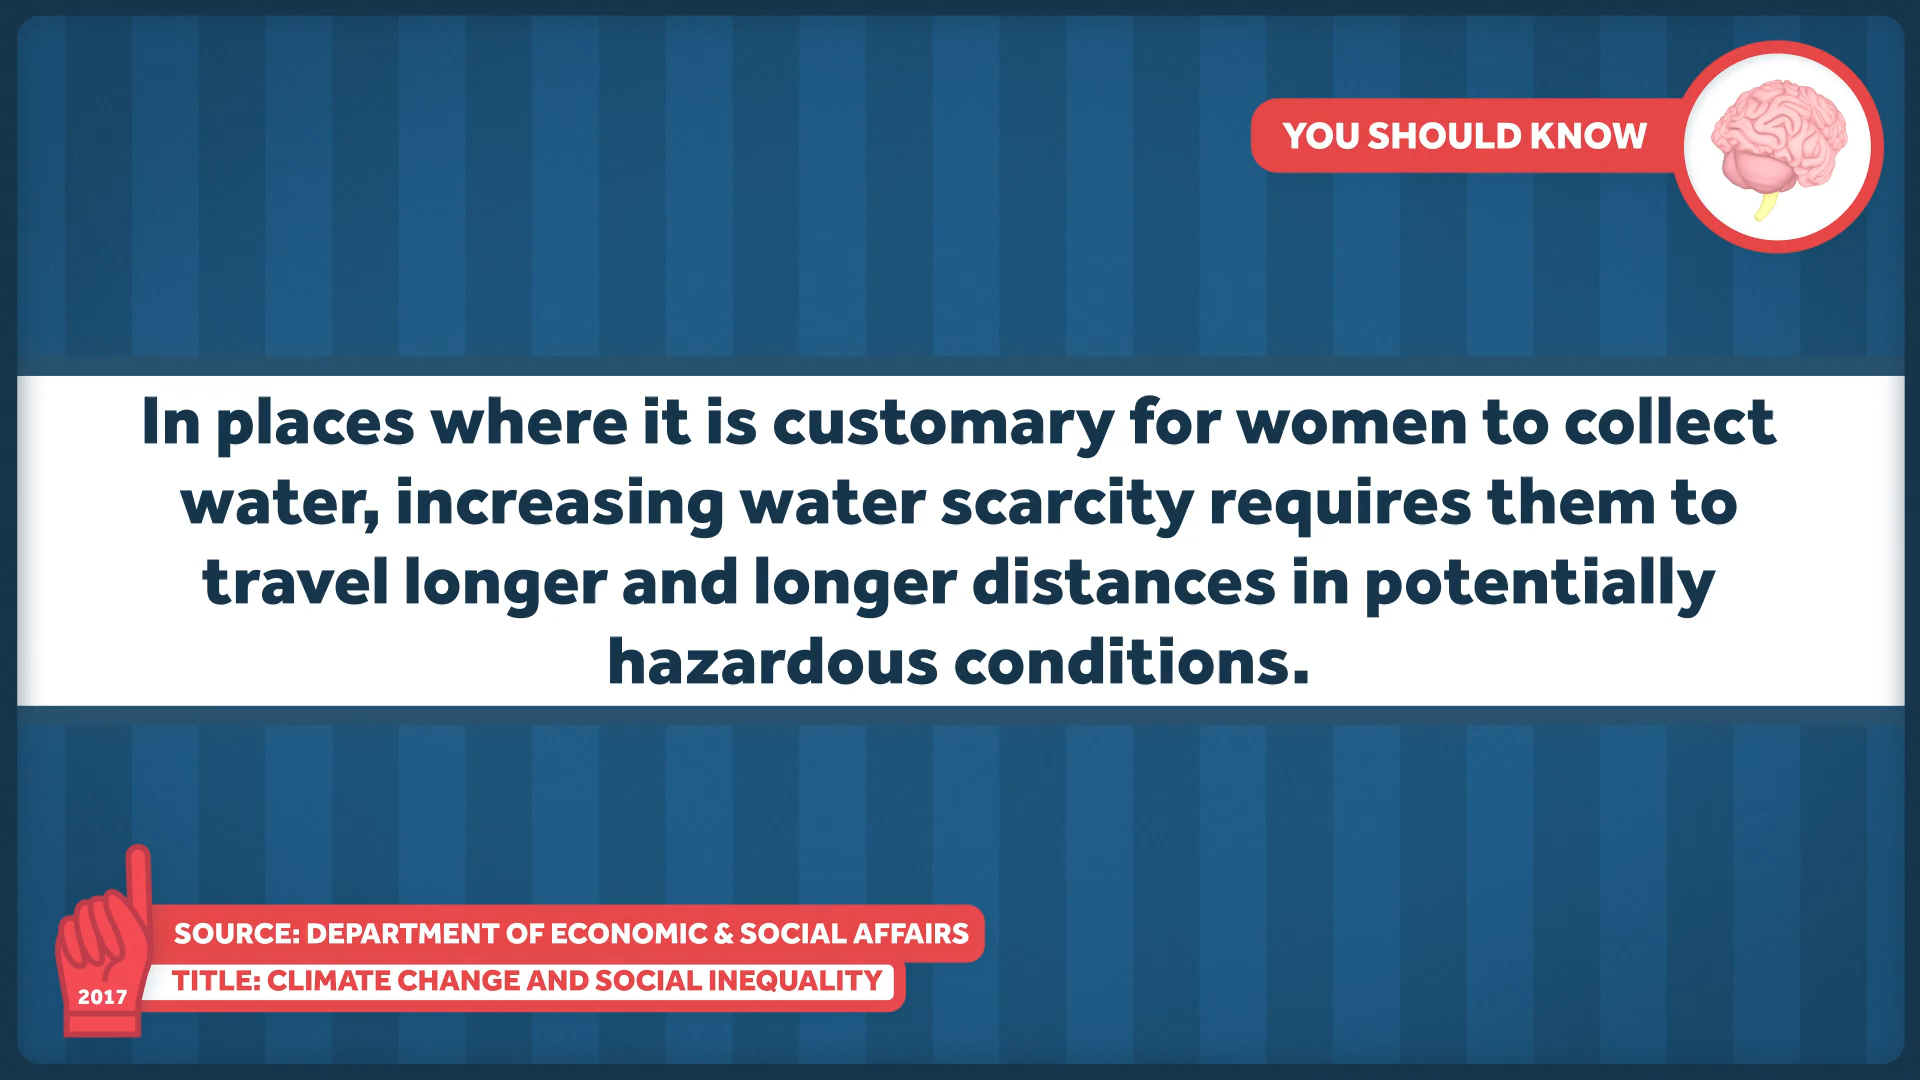 YOU SHOULD KNOW
In places where it is customary for women to collect
water, increasing water scarcity requires them to
travel longer and longer distances in potentially
hazardous conditions.
SOURCE: DEPARTMENT OF ECONOMIC & SOCIAL AFFAIRS
TITLE: CLIMATE CHANGE AND SOCIAL INEQUALITY
2017